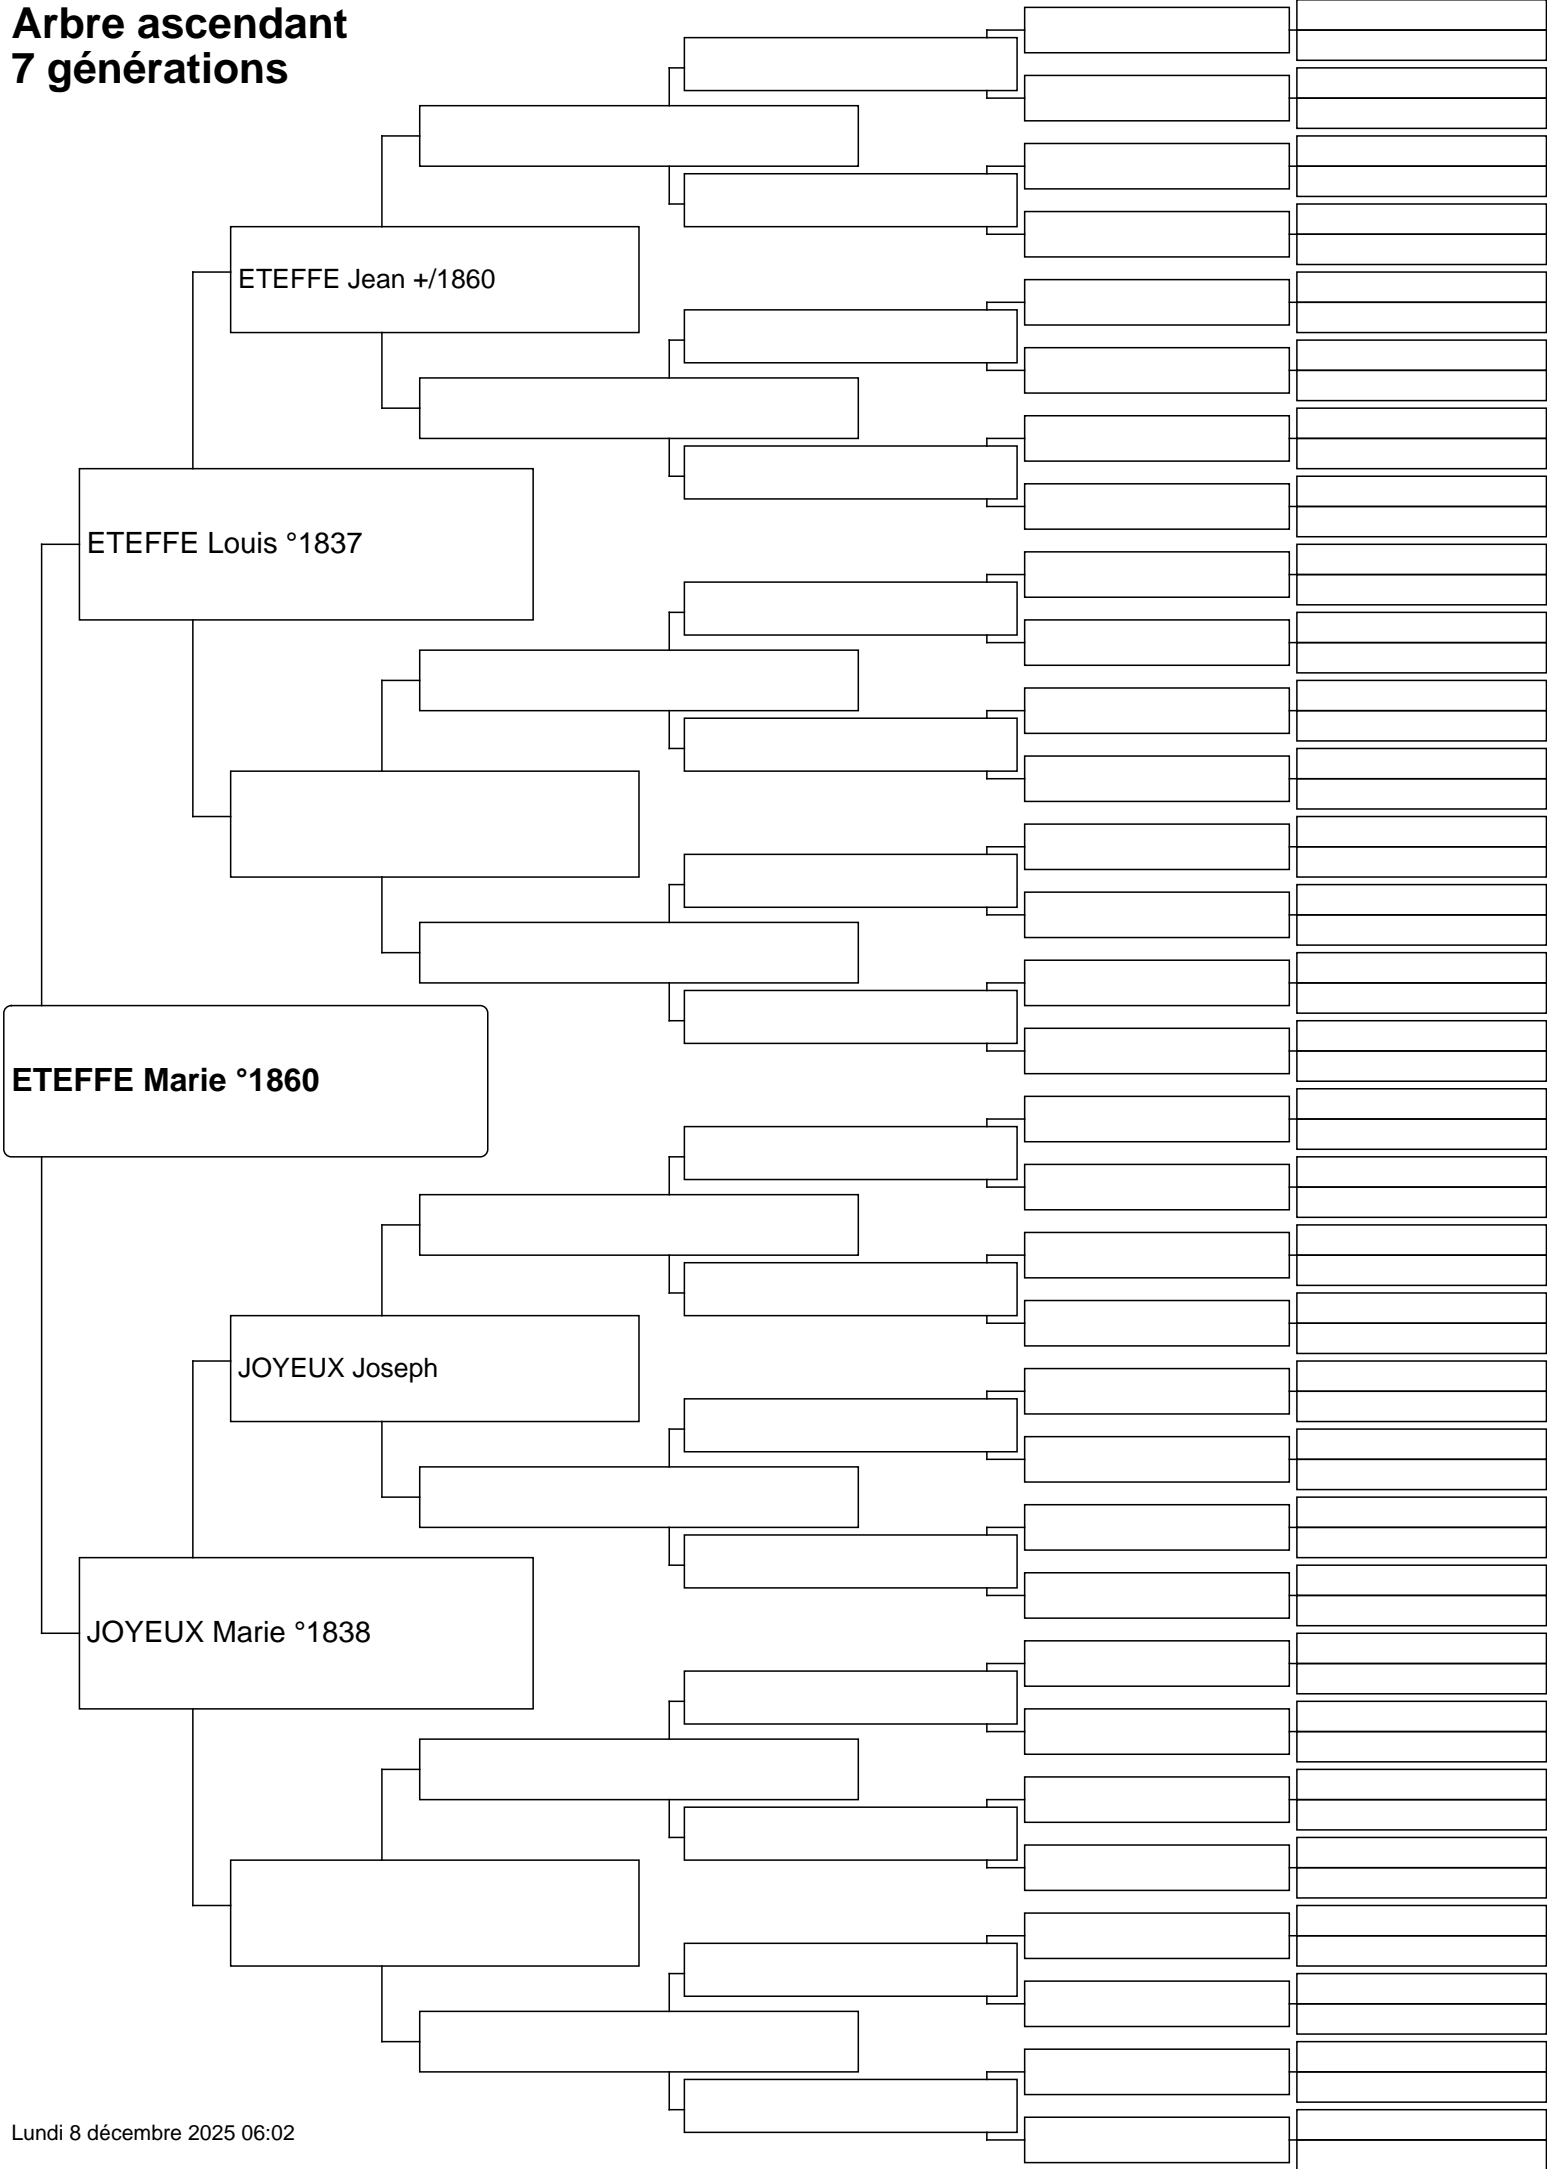 Arbre ascendant
7 générations
ETEFFE Jean +/1860
ETEFFE Louis °1837
ETEFFE Marie °1860
JOYEUX Joseph
JOYEUX Marie °1838
Lundi 8 décembre 2025 06:02